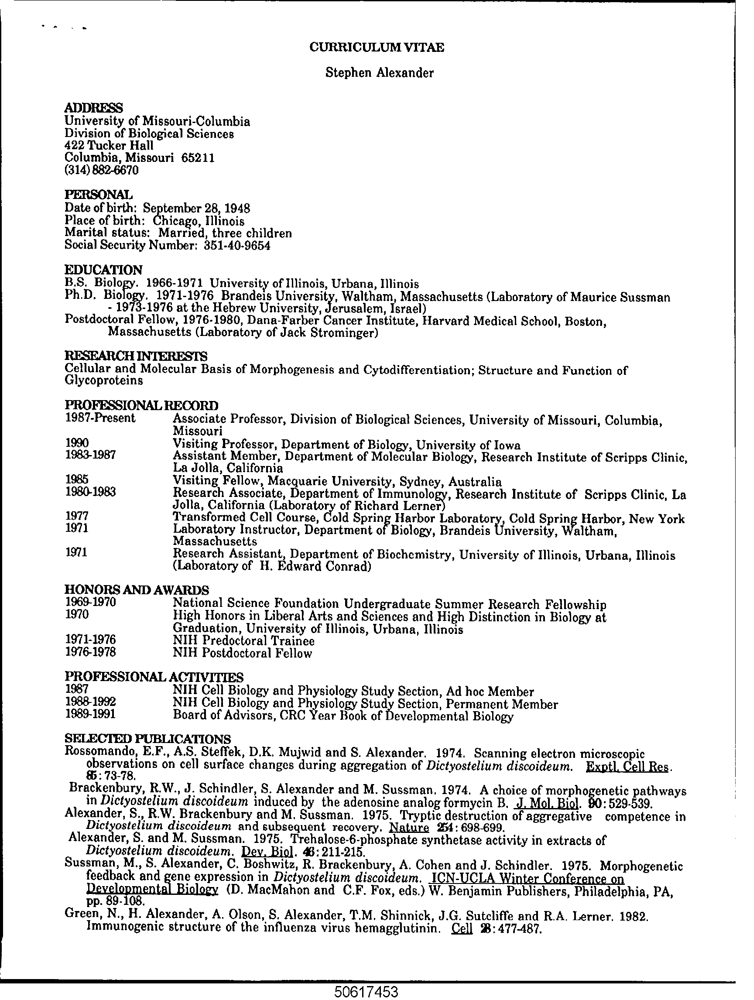 CURRICULUM VITAE
Stephen Alexander
ADDRESS
University of Missouri-Columbia
Division of Biological Sciences
422 Tucker Hall
Columbia, Missouri 65211
(314) 882-6670
PERSONAL
Date of birth: September 28, 1948
Place of birth: Chicago, Illinois
Marital status: Married, three children
Social Security Number: 351-40-9654
EDUCATION
B.S. Biology. 1966-1971 University of Illinois, Urbana, Illinois
Ph.D. Biology. 1971-1976 Brandeis University, Waltham, Massachusetts (Laboratory of Maurice Sussman
- 1973-1976 at the Hebrew University, Jerusalem, Israel)
Postdoctoral Fellow, 1976-1980, Dana-Farber Cancer Institute, Harvard Medical School, Boston,
Massachusetts (Laboratory of Jack Strominger)
RESEARCH INTERESTS
Cellular and Molecular Basis of Morphogenesis and Cytodifferentiation; Structure and Function of
Glycoproteins
PROFESSIONAL RECORD
1987-Present Associate Professor, Division of Biological Sciences, University of Missouri, Columbia,
Missouri
1990 Visiting Professor, Department of Biology, University of Iowa
1983-1987 Assistant Member, Department of Molecular Biology, Research Institute of Scripps Clinic,
La Jolla, California
1985 Visiting Fellow, Macquarie University, Sydney, Australia
1980-1983 Research Associate, Department of Immunology, Research Institute of Scripps Clinic, La
Jolla, California (Laboratory of Richard Lerner)
1977 Transformed Cell Course, Cold Spring Harbor Laboratory, Cold Spring Harbor, New York
1971 Laboratory Instructor, Department of Biology, Brandeis University, Waltham,
Massachusetts
1971 Research Assistant, Department of Biochemistry, University of Illinois, Urbana, Illinois
(Laboratory of H. Edward Conrad)
HONORS AND AWARDS
1969-1970 National Science Foundation Undergraduate Summer Research Fellowship
1970 High Honors in Liberal Arts and Sciences and High Distinction in Biology at
Graduation, University of Illinois, Urbana, Illinois
1971-1976 NIH Predoctoral Trainee
1976-1978 NIH Postdoctoral Fellow
PROFESSIONAL ACTIVITIES
1987 NIH Cell Biology and Physiology Study Section, Ad hoc Member
1988-1992 NIH Cell Biology and Physiology Study Section, Permanent Member
1989-1991 Board of Advisors, CRC Year Book of Developmental Biology
SELECTED PUBLICATIONS
Rossomando, E.F., A.S. Steffek, D.K. Mujwid and S. Alexander. 1974. Scanning electron microscopic
observations on cell surface changes during aggregation of Dictyostelium discoideum. Exptl. Cell Res.
85: 73-78.
Brackenbury, R.W., J. Schindler, S. Alexander and M. Sussman. 1974. A choice of morphogenetic pathways
in Dictyostelium discoideum induced by the adenosine analog formycin B. J. Mol. Biol. 90: 529-539.
Alexander, S., R.W. Brackenbury and M. Sussman. 1975. Tryptic destruction of aggregative competence in
Dictyostelium discoideum and subsequent recovery. Nature 254: 698-699.
Alexander, S. and M. Sussman. 1975. Trehalose-6-phosphate synthetase activity in extracts of
Dictyostelium discoideum. Dev. Biol. 46: 211-215.
Sussman, M., S. Alexander, C. Boshwitz, R. Brackenbury, A. Cohen and J. Schindler. 1975. Morphogenetic
feedback and gene expression in Dictyostelium discoideum. ICN-UCLA Winter Conference on
Developmental Biology (D. MacMahon and C.F. Fox, eds.) W. Benjamin Publishers, Philadelphia, PA,
pp. 89-108.
Green, N., H. Alexander, A. Olson, S. Alexander, T.M. Shinnick, J.G. Sutcliffe and R.A. Lerner. 1982.
Immunogenic structure of the influenza virus hemagglutinin. Cell 28: 477-487.
50617453